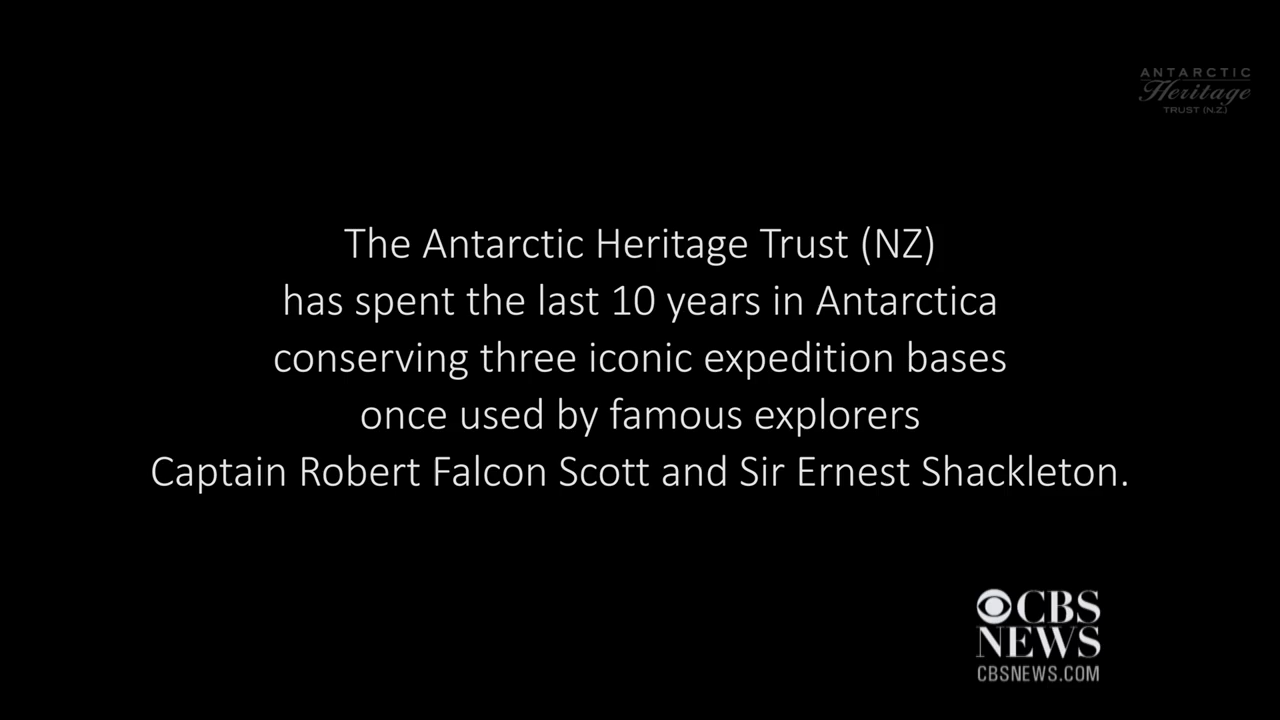 ANTARCTIC
Heritage
TRUST (N.Z.)
The Antarctic Heritage Trust (NZ)
has spent the last 10 years in Antarctica
conserving three iconic expedition bases
once used by famous explorers
Captain Robert Falcon Scott and Sir Ernest Shackleton.
CBS
NEWS
CBSNEWS.COM